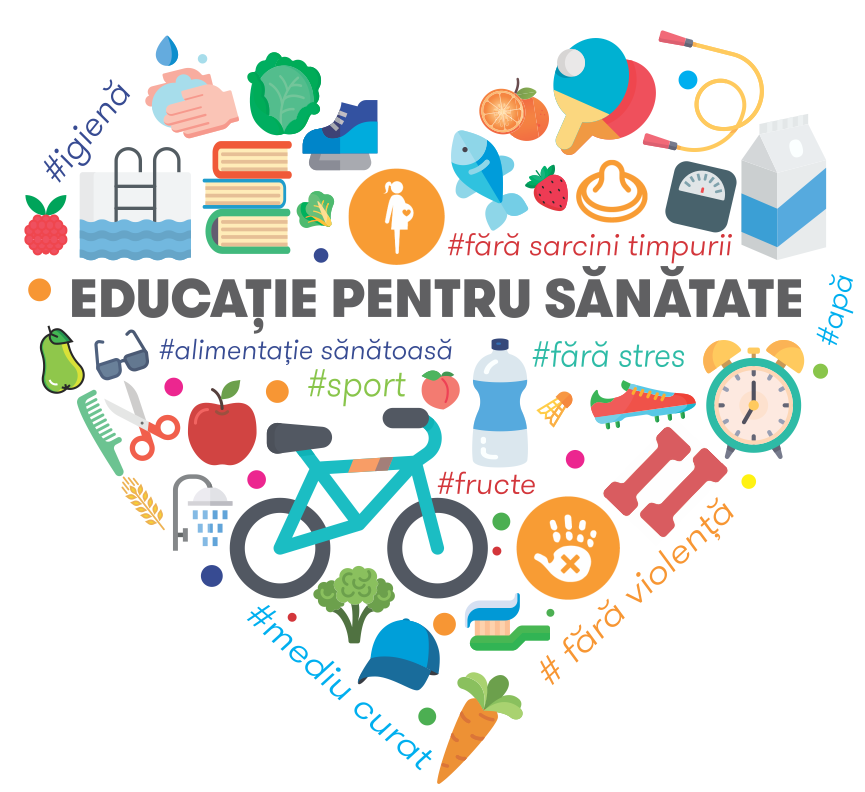 #igienă
#fără sarcini timpurii
EDUCAȚIE PENTRU SĂNĂTATE
#apă
#alimentație sănătoasă
#fără stres
#sport
#fructe
# fără violență
#mediu curat